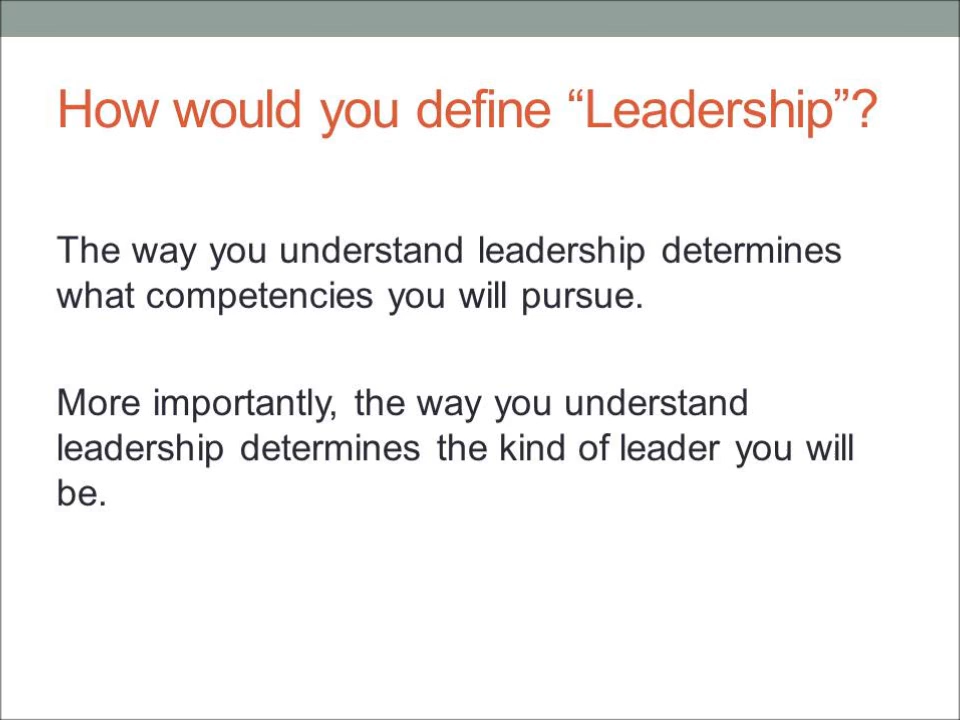 How would you define “Leadership”?
The way you understand leadership determines
what competencies you will pursue.
More importantly, the way you understand
leadership determines the kind of leader you will
be.